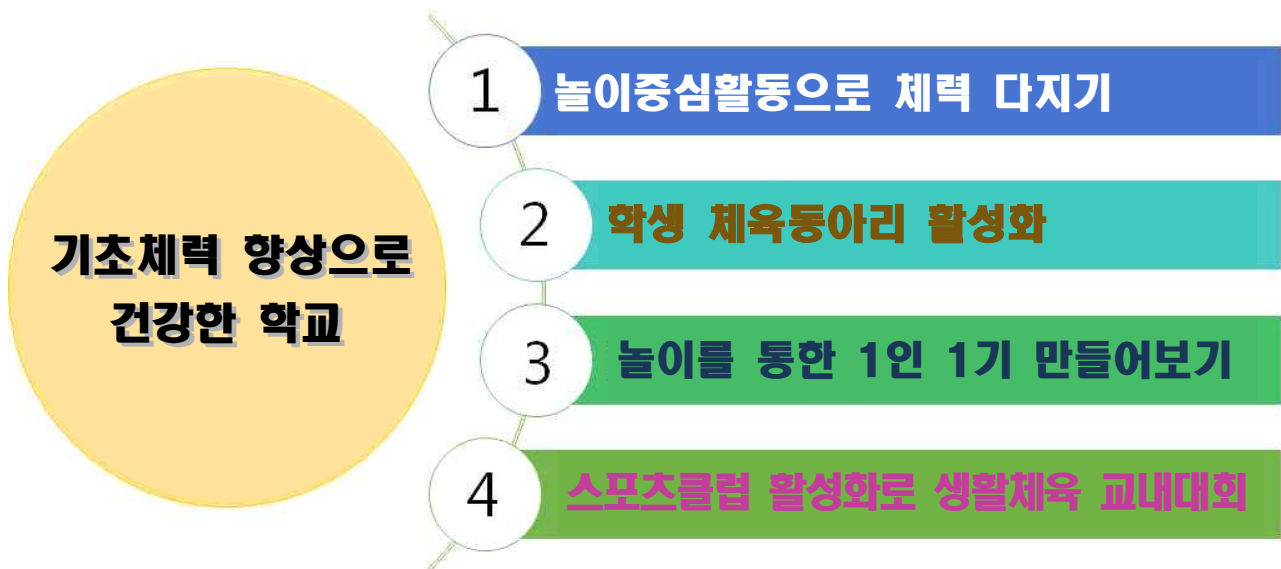 기초체력 향상으로
건강한 학교
1 놀이중심활동으로 체력 다지기
2 학생 체육동아리 활성화
3 놀이를 통한 1인 1기 만들어보기
4 스포츠클럽 활성화로 생활체육 교내대회